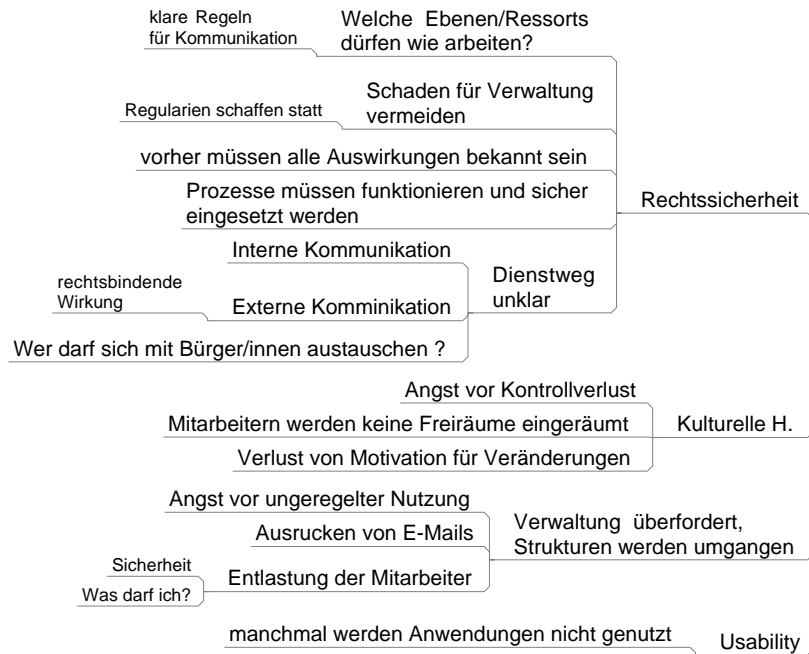 klare Regeln
für Kommunikation
Welche Ebenen/Ressorts
dürfen wie arbeiten?
Regularien schaffen statt
Schaden für Verwaltung
vermeiden
vorher müssen alle Auswirkungen bekannt sein
Prozesse müssen funktionieren und sicher
eingesetzt werden
Rechtssicherheit
Interne Kommunikation
rechtsbindende
Wirkung
Externe Komminikation
Dienstweg
unklar
Wer darf sich mit Bürger/innen austauschen ?
Angst vor Kontrollverlust
Mitarbeitern werden keine Freiräume eingeräumt
Kulturelle H.
Verlust von Motivation für Veränderungen
Angst vor ungeregelter Nutzung
Ausrucken von E-Mails
Verwaltung überfordert,
Strukturen werden umgangen
Sicherheit
Was darf ich?
Entlastung der Mitarbeiter
manchmal werden Anwendungen nicht genutzt
Usability